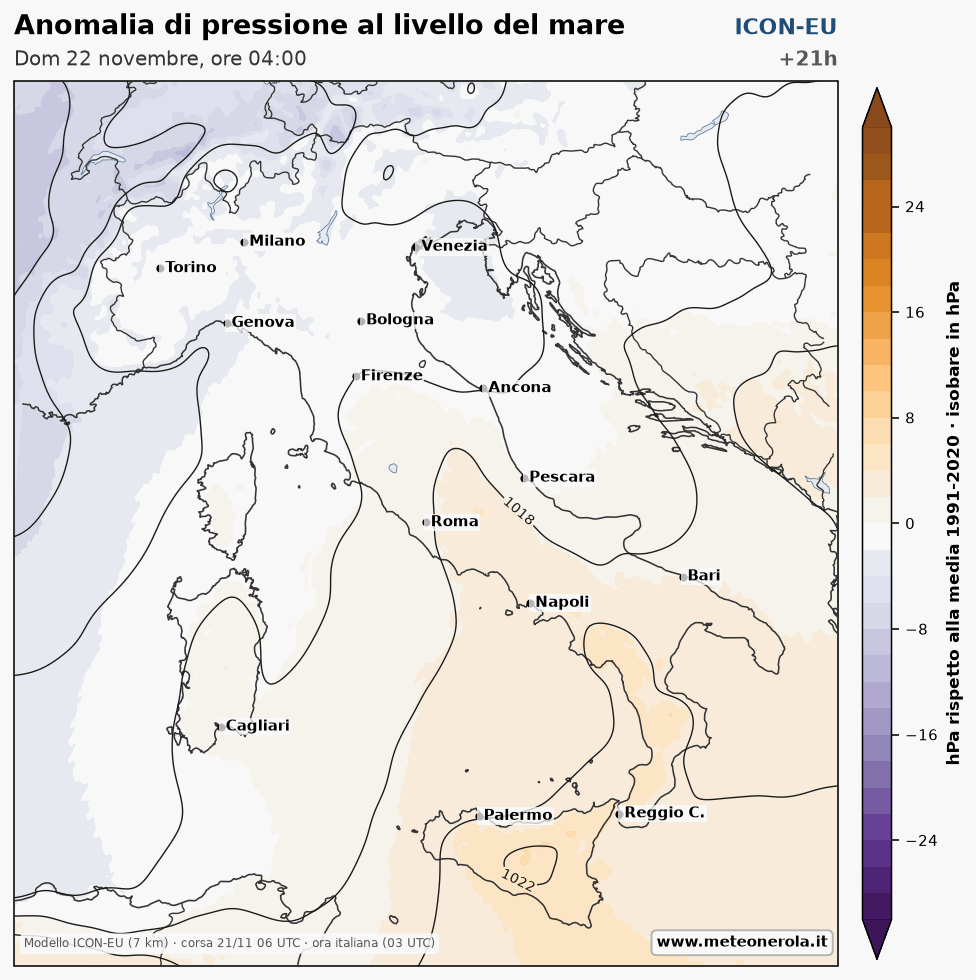 Anomalia di pressione al livello del mare
ICON-EU
Dom 22 novembre, ore 04:00
+21h
Milano
Venezia
Torino
Genova
Bologna
Firenze
Ancona
Pescara
1018
Roma
Bari
Napoli
Cagliari
Palermo
Reggio C.
1022
Modello ICON-EU (7 km) · corsa 21/11 06 UTC · ora italiana (03 UTC)
www.meteonerola.it
24
16
8
0
−8
−16
−24
hPa rispetto alla media 1991-2020 · isobare in hPa